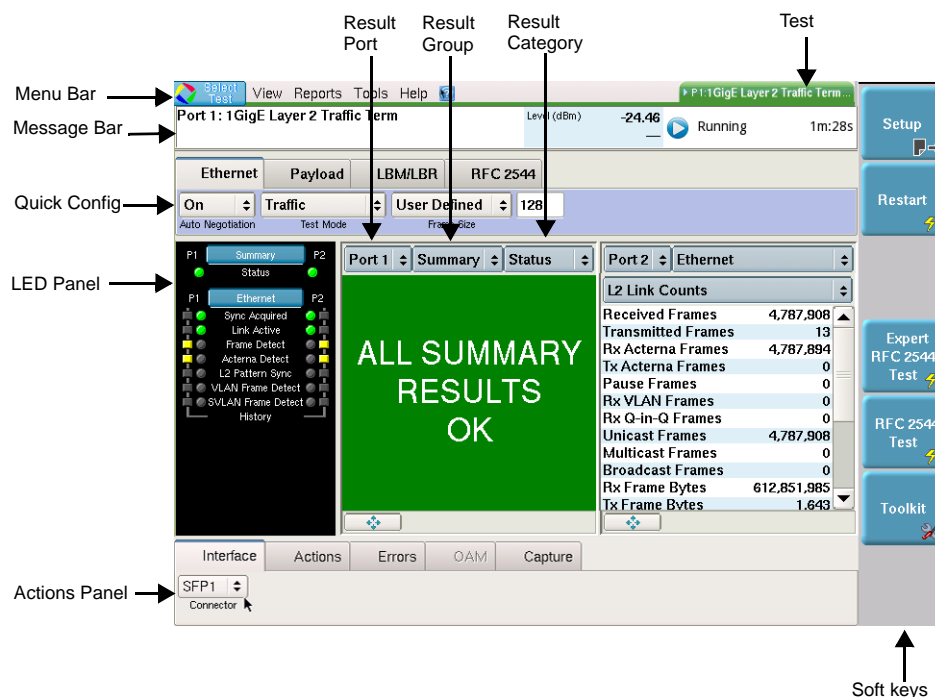 Result Port
Result Group
Result Category
Test
Menu Bar
Select Test View Reports Tools Help
P1:1GigE Layer 2 Traffic Term...
Message Bar
Port 1: 1GigE Layer 2 Traffic Term
Level (dBm) -24.46
Running 1m:28s
Setup
Ethernet Payload LBM/LBR RFC 2544
Restart
Quick Config
On Traffic User Defined 128
Auto Negotiation Test Mode Frame Size
LED Panel
P1 Summary P2
Status
P1 Ethernet P2
Sync Acquired
Link Active
Frame Detect
Acterna Detect
L2 Pattern Sync
VLAN Frame Detect
SVLAN Frame Detect
History
Port 1 Summary Status
ALL SUMMARY
RESULTS
OK
Port 2 Ethernet
L2 Link Counts
Received Frames 4,787,908
Transmitted Frames 13
Rx Acterna Frames 4,787,894
Tx Acterna Frames 0
Pause Frames 0
Rx VLAN Frames 0
Rx Q-in-Q Frames 0
Unicast Frames 4,787,908
Multicast Frames 0
Broadcast Frames 0
Rx Frame Bytes 612,851,985
Tx Frame Bytes 1,643
Expert
RFC 2544
Test
RFC 2544
Test
Toolkit
Interface Actions Errors OAM Capture
Actions Panel
SFP1
Connector
Soft keys